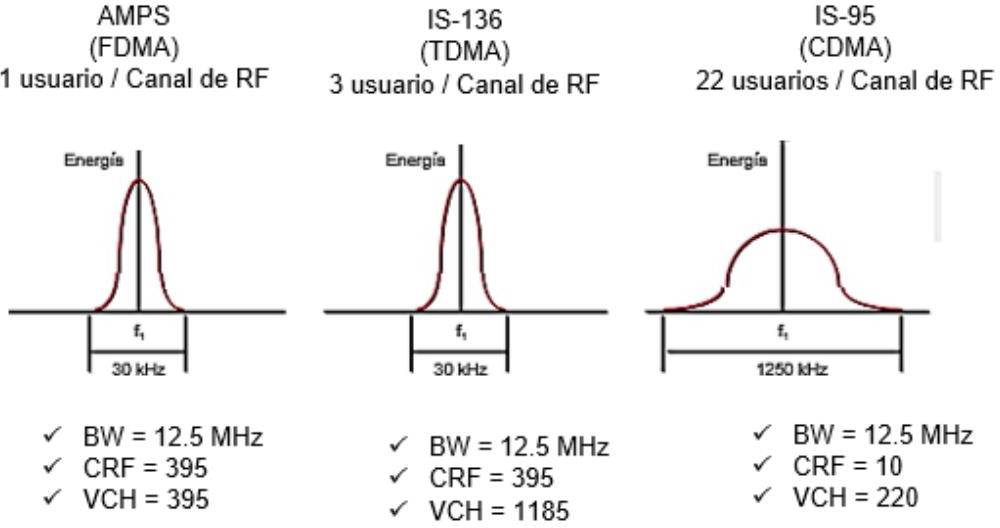 AMPS
(FDMA)
1 usuario / Canal de RF
Energía
f₁
30 kHz
✓ BW = 12.5 MHz
✓ CRF = 395
✓ VCH = 395
IS-136
(TDMA)
3 usuario / Canal de RF
Energía
f₁
30 kHz
✓ BW = 12.5 MHz
✓ CRF = 395
✓ VCH = 1185
IS-95
(CDMA)
22 usuarios / Canal de RF
Energía
f₁
1250 kHz
✓ BW = 12.5 MHz
✓ CRF = 10
✓ VCH = 220